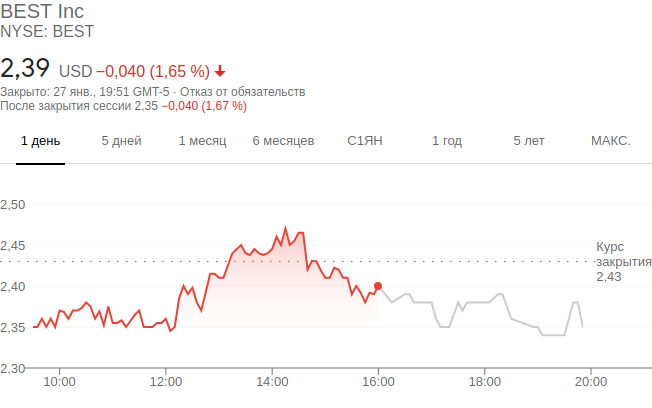 BEST Inc
NYSE: BEST
2,39 USD −0,040 (1,65 %)
Закрыто: 27 янв., 19:51 GMT-5 · Отказ от обязательств
После закрытия сессии 2,35 −0,040 (1,67 %)
1 день 5 дней 1 месяц 6 месяцев С1ЯН 1 год 5 лет МАКС.
2,50
2,45
Курс
закрытия
2,43
2,40
2,35
2,30
10:00 12:00 14:00 16:00 18:00 20:00